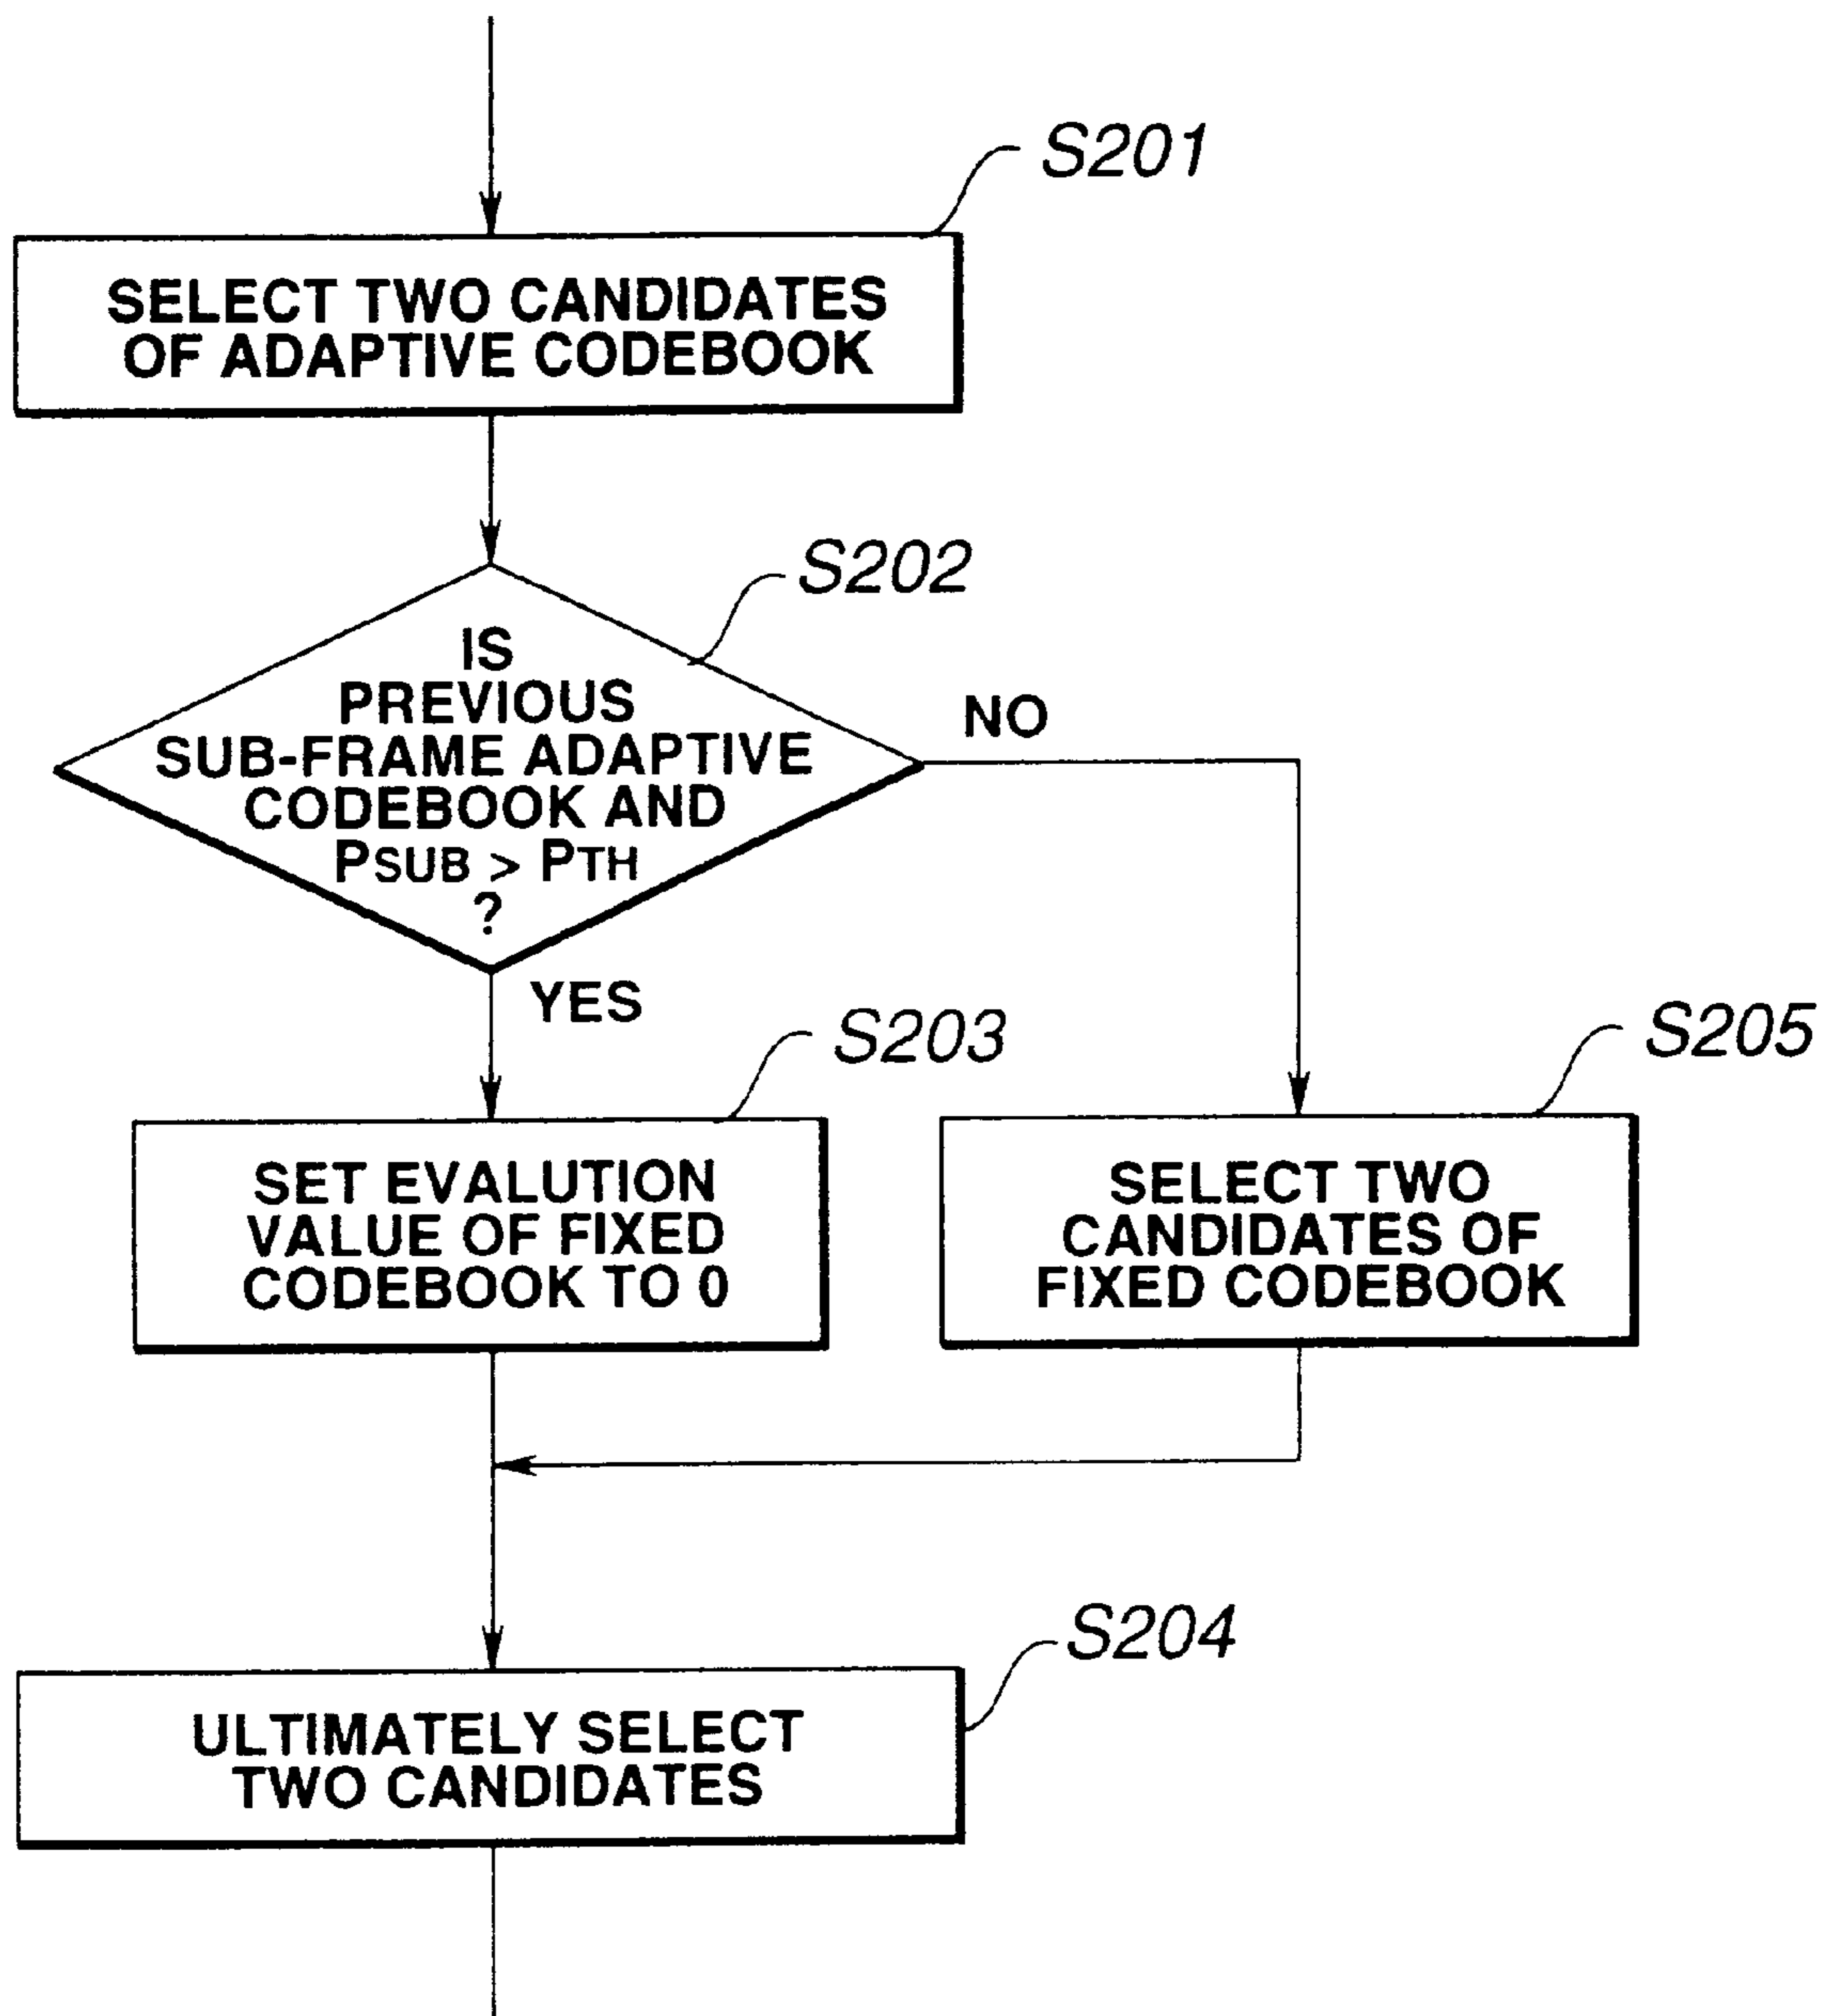 S201
SELECT TWO CANDIDATES
OF ADAPTIVE CODEBOOK
S202
IS
PREVIOUS
SUB-FRAME ADAPTIVE
CODEBOOK AND
PSUB > PTH
?
NO
YES
S203
SET EVALUTION
VALUE OF FIXED
CODEBOOK TO 0
S205
SELECT TWO
CANDIDATES OF
FIXED CODEBOOK
S204
ULTIMATELY SELECT
TWO CANDIDATES